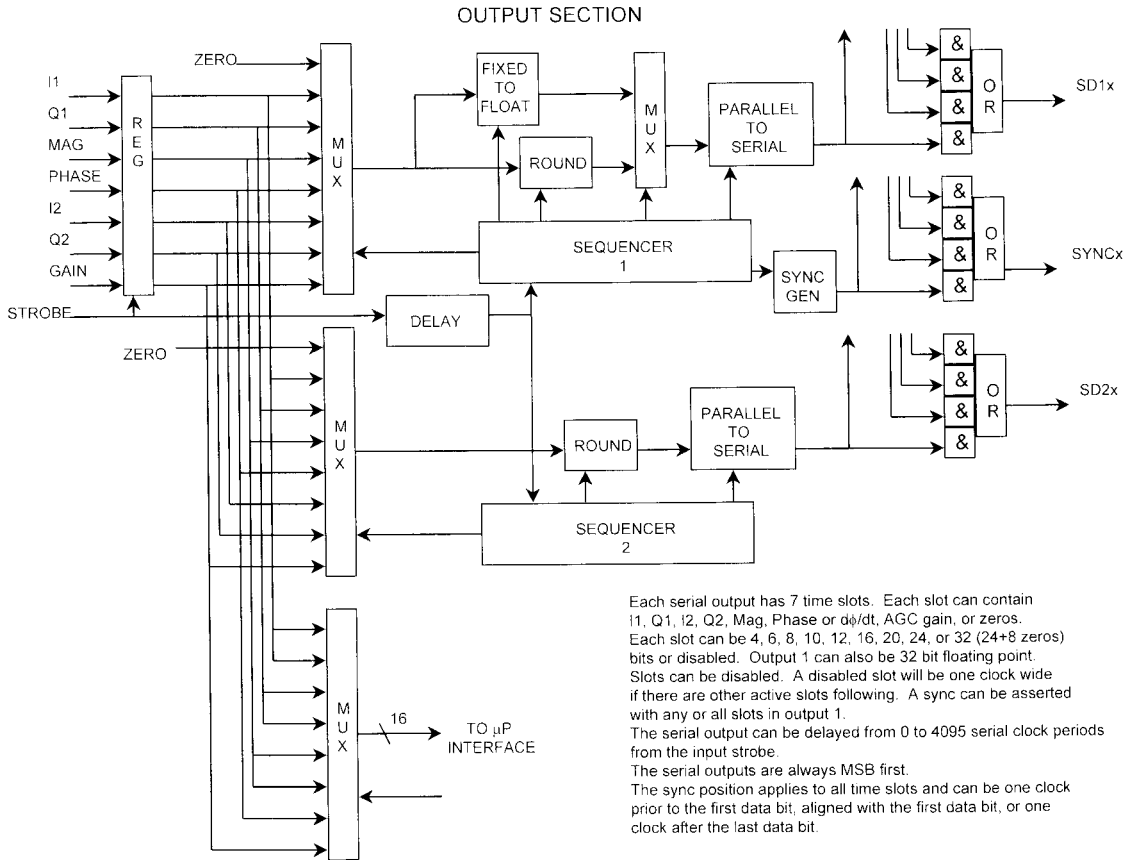 OUTPUT SECTION
ZERO
I1
Q1
MAG
PHASE
I2
Q2
GAIN
STROBE
R
E
G
M
U
X
FIXED
TO
FLOAT
ROUND
M
U
X
PARALLEL
TO
SERIAL
SEQUENCER
1
SYNC
GEN
DELAY
&
&
&
&
O
R
SD1x
&
&
&
&
O
R
SYNCx
ZERO
M
U
X
ROUND
PARALLEL
TO
SERIAL
SEQUENCER
2
&
&
&
&
O
R
SD2x
M
U
X
16
TO µP
INTERFACE
Each serial output has 7 time slots. Each slot can contain
I1, Q1, I2, Q2, Mag, Phase or dϕ/dt, AGC gain, or zeros.
Each slot can be 4, 6, 8, 10, 12, 16, 20, 24, or 32 (24+8 zeros)
bits or disabled. Output 1 can also be 32 bit floating point.
Slots can be disabled. A disabled slot will be one clock wide
if there are other active slots following. A sync can be asserted
with any or all slots in output 1.
The serial output can be delayed from 0 to 4095 serial clock periods
from the input strobe.
The serial outputs are always MSB first.
The sync position applies to all time slots and can be one clock
prior to the first data bit, aligned with the first data bit, or one
clock after the last data bit.